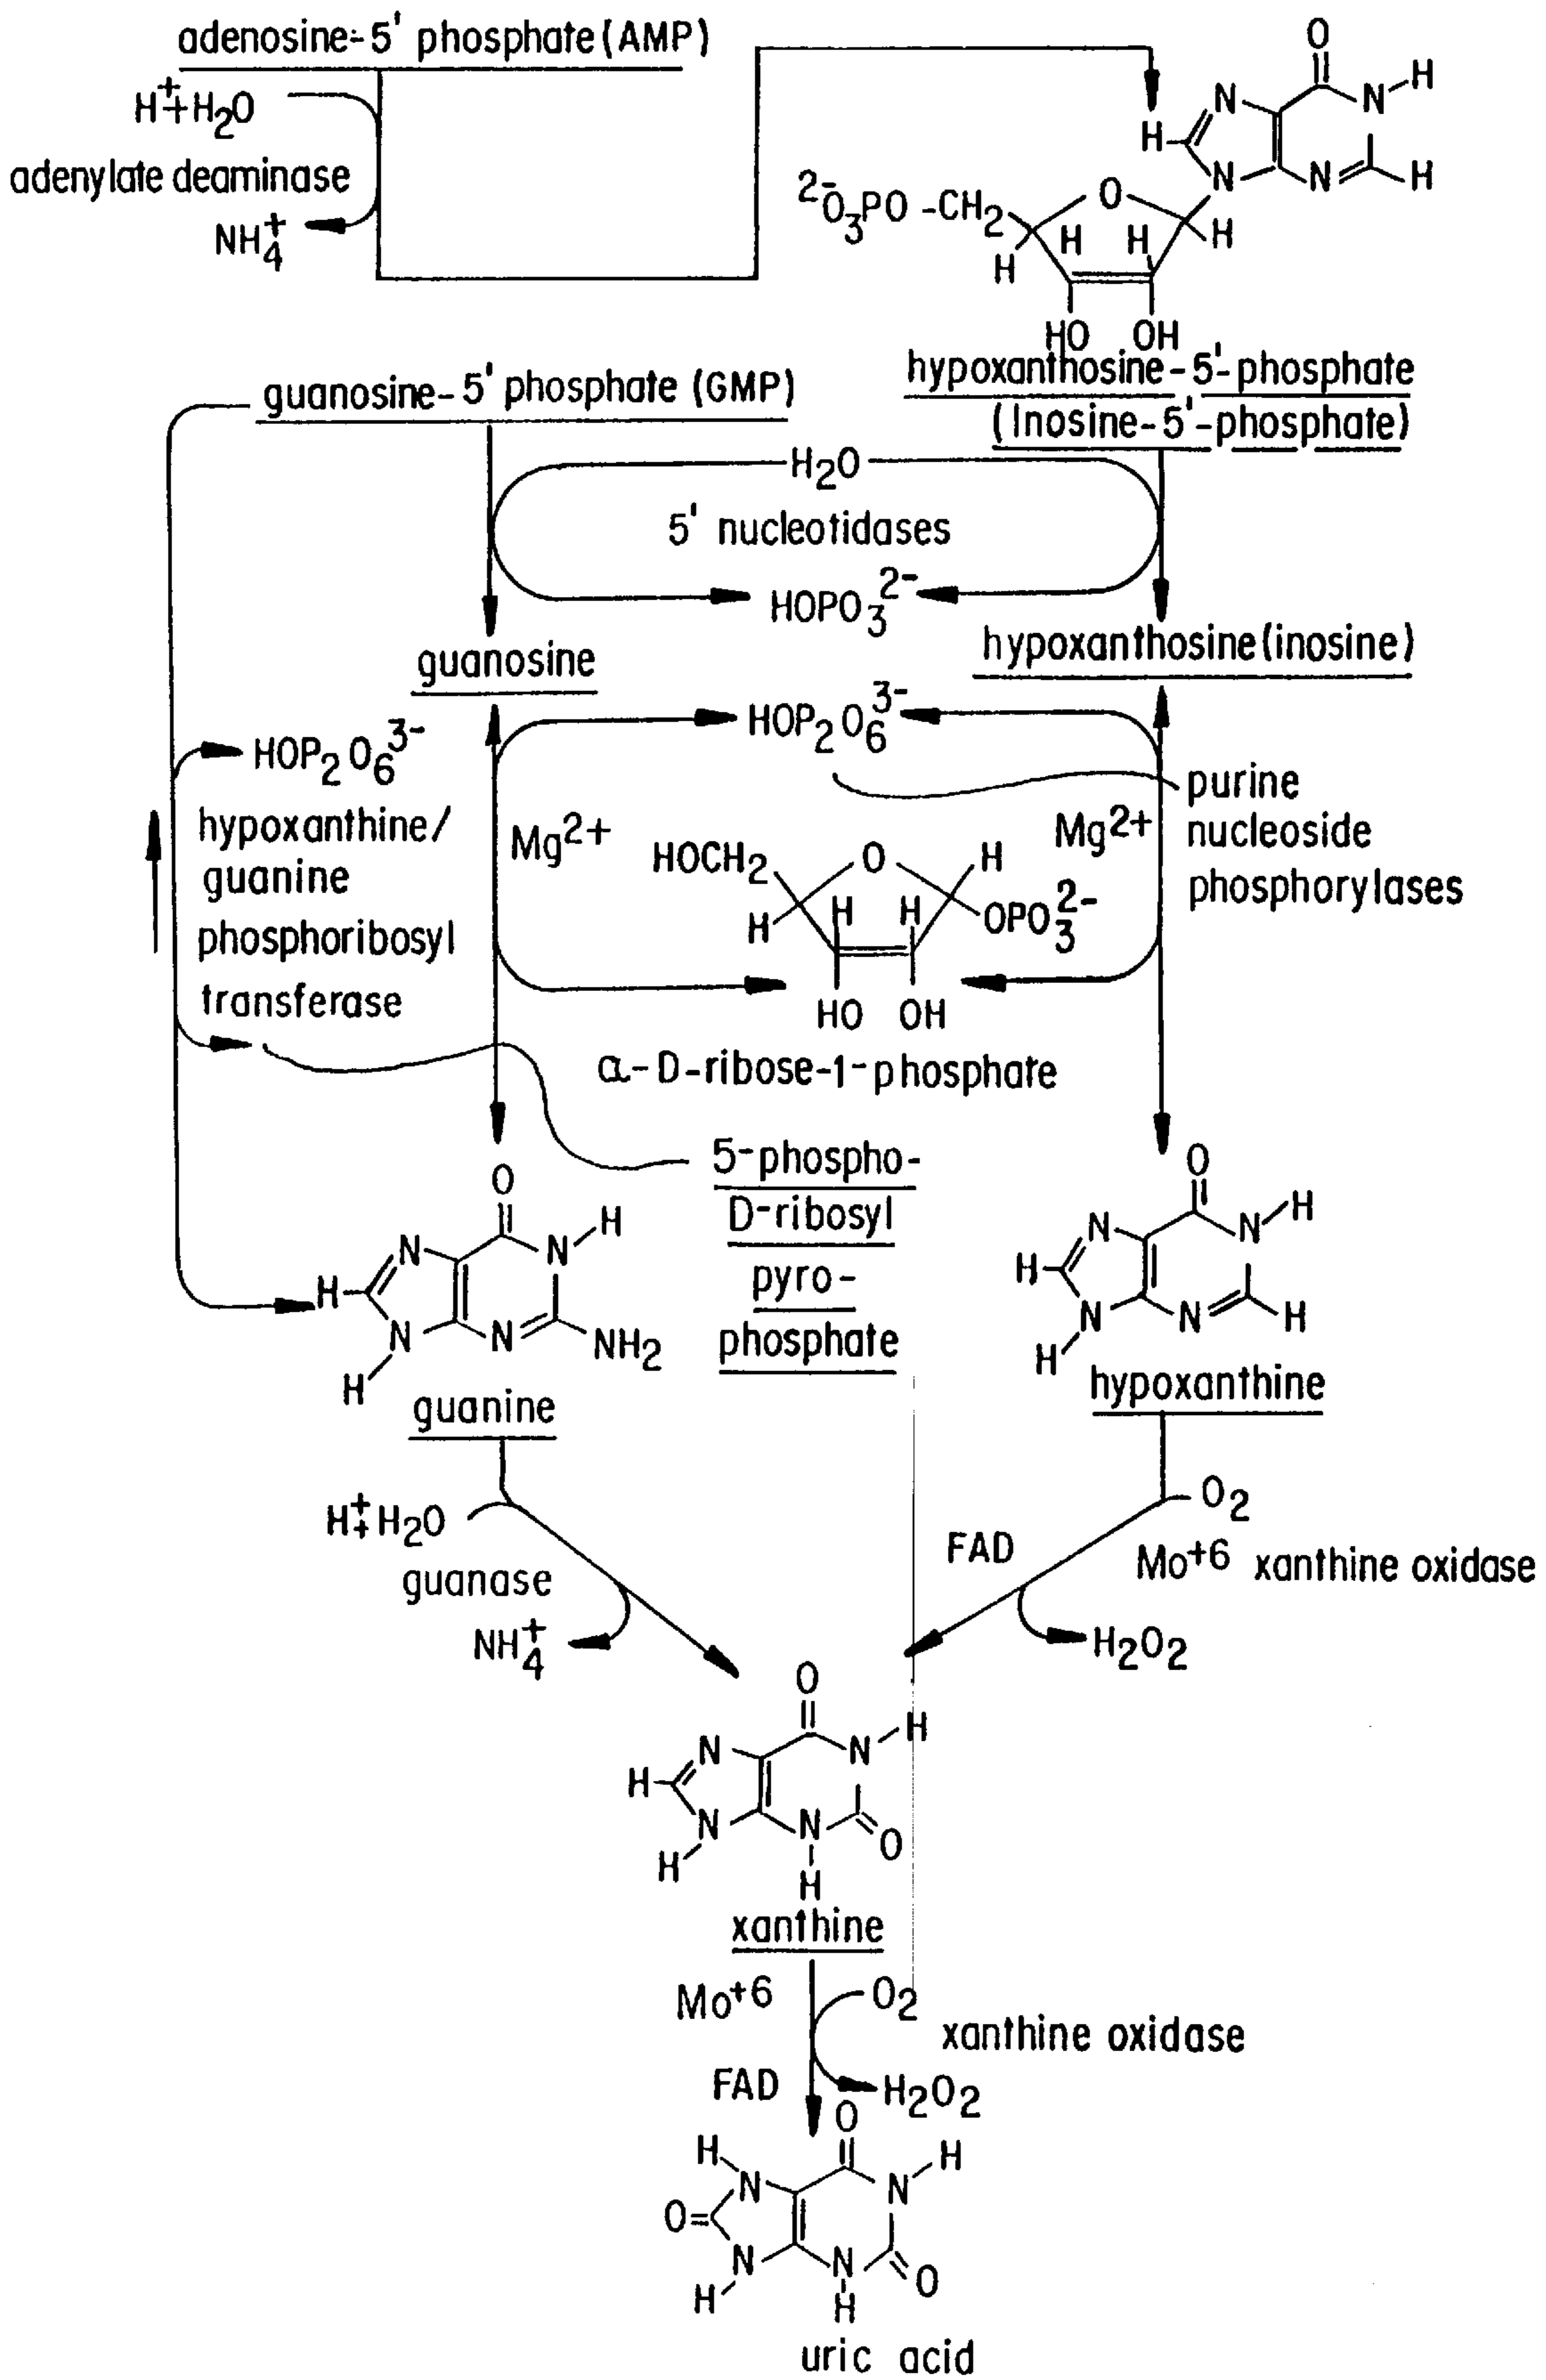 adenosine-5' phosphate (AMP)
H⁺+H₂O
adenylate deaminase
NH₄⁺
O
N
N
H
H
N
N
H
²⁻O₃PO-CH₂
O
H
H
H
H
HO OH
hypoxanthosine-5'-phosphate
(Inosine-5'-phosphate)
guanosine-5' phosphate (GMP)
H₂O
5' nucleotidases
HOPO₃²⁻
guanosine
hypoxanthosine (inosine)
HOP₂O₆³⁻
HOP₂O₆³⁻
hypoxanthine/
guanine
phosphoribosyl
transferase
Mg²⁺
Mg²⁺
purine
nucleoside
phosphorylases
HOCH₂
O
H
H
H
H
OPO₃²⁻
HO OH
α-D-ribose-1-phosphate
5-phospho-
D-ribosyl
pyro-
phosphate
O
N
N
H
H
N
N
NH₂
H
guanine
O
N
N
H
H
N
N
H
H
hypoxanthine
H⁺+H₂O
guanase
NH₄⁺
O₂
FAD
Mo⁺⁶ xanthine oxidase
H₂O₂
O
H
N
N
H
N
N
O
H
H
xanthine
Mo⁺⁶
O₂
xanthine oxidase
FAD
H₂O₂
O
H
H
N
N
O
N
N
O
H
H
uric acid